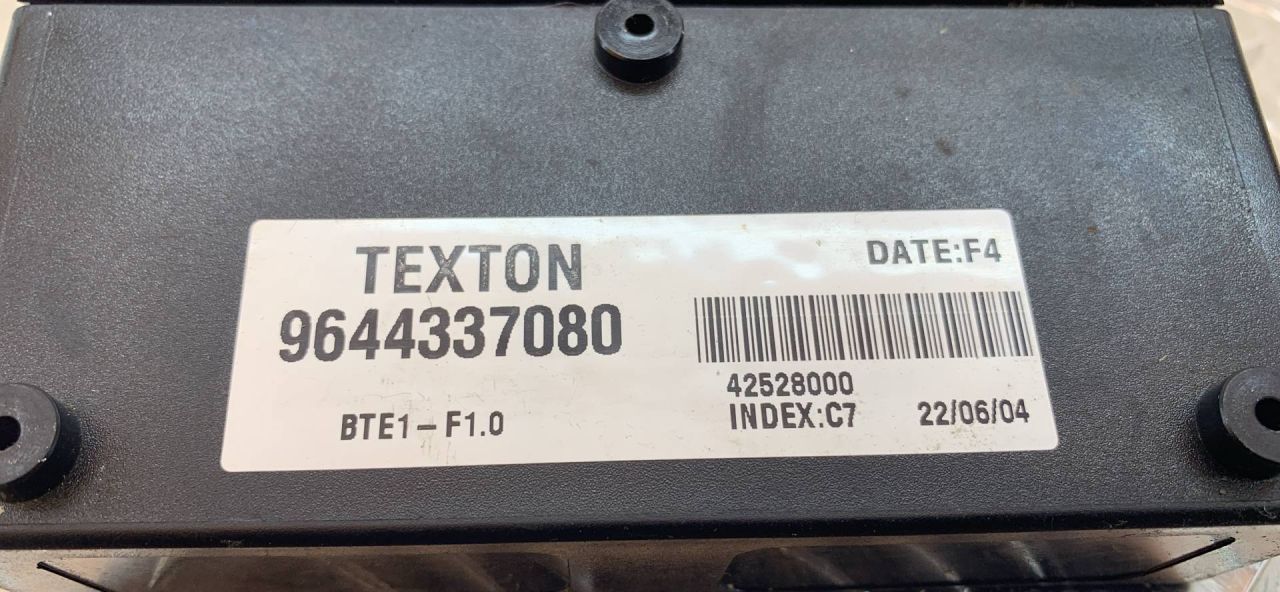 TEXTON
9644337080
BTE1-F1.0
DATE:F4
42528000
INDEX:C7 22/06/04